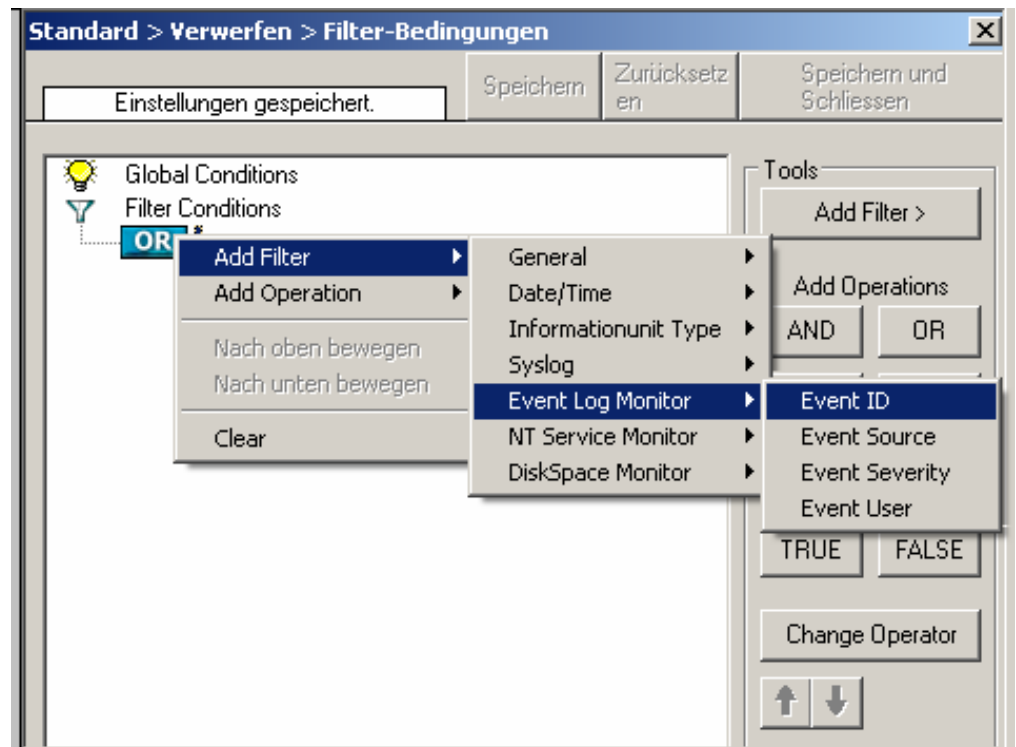 Standard > Verwerfen > Filter-Bedingungen
Einstellungen gespeichert.
Speichern
Zurücksetz
en
Speichern und
Schliessen
Global Conditions
Filter Conditions
OR *
Add Filter
Add Operation
Nach oben bewegen
Nach unten bewegen
Clear
General
Date/Time
Informationunit Type
Syslog
Event Log Monitor
NT Service Monitor
DiskSpace Monitor
Event ID
Event Source
Event Severity
Event User
Tools
Add Filter >
Add Operations
AND OR
TRUE FALSE
Change Operator